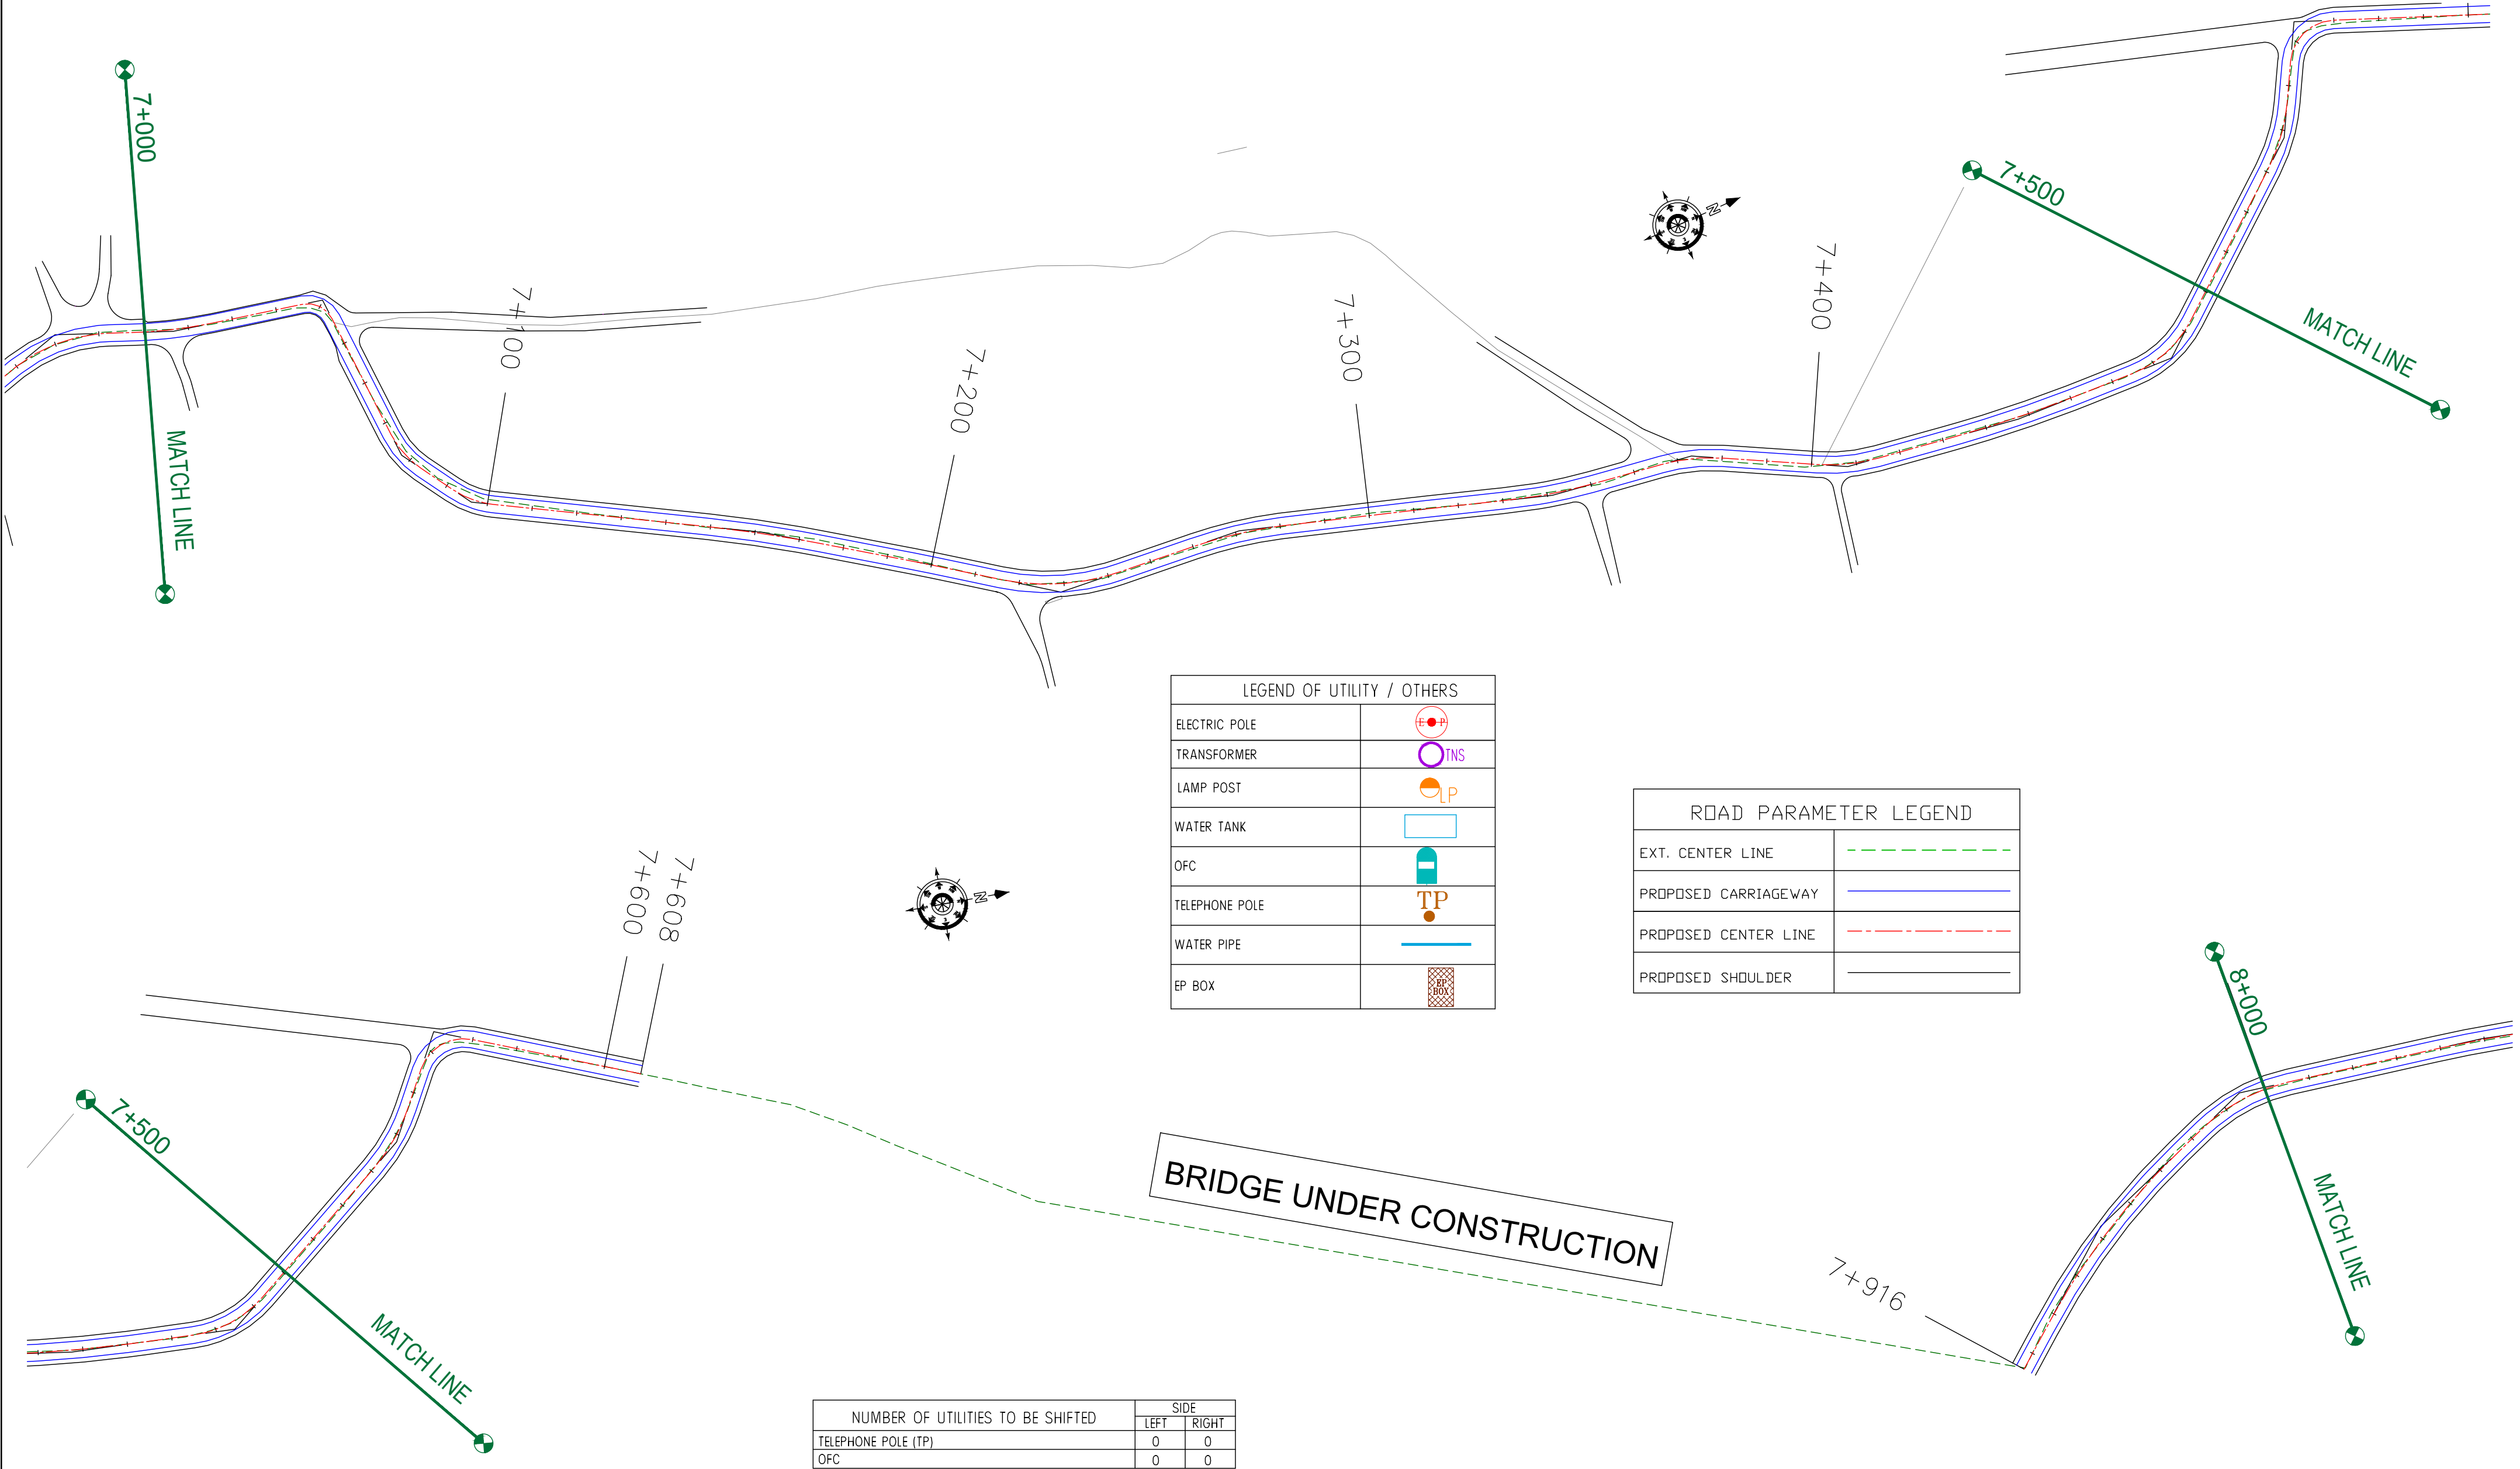 7+000
MATCH LINE
7+100
7+200
7+300
7+400
N
7+500
MATCH LINE
LEGEND OF UTILITY / OTHERS
ELECTRIC POLE E P
TRANSFORMER TNS
LAMP POST LP
WATER TANK
OFC
TELEPHONE POLE TP
WATER PIPE
EP BOX EP BOX
ROAD PARAMETER LEGEND
EXT. CENTER LINE
PROPOSED CARRIAGEWAY
PROPOSED CENTER LINE
PROPOSED SHOULDER
7+500
MATCH LINE
7+600
7+608
N
BRIDGE UNDER CONSTRUCTION
7+916
8+000
MATCH LINE
NUMBER OF UTILITIES TO BE SHIFTED SIDE
LEFT RIGHT
TELEPHONE POLE (TP) 0 0
OFC 0 0